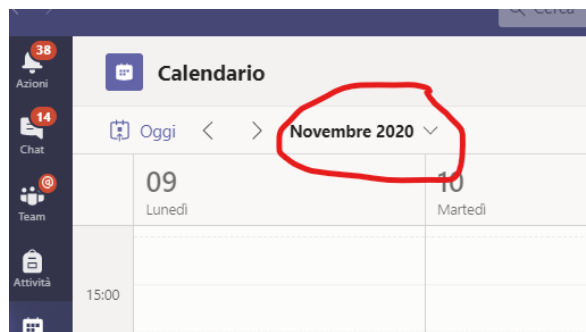 Cerca
38
Azioni
Calendario
14
Chat
Oggi
Novembre 2020
@
Team
09
10
Lunedì
Martedì
Attività
15:00